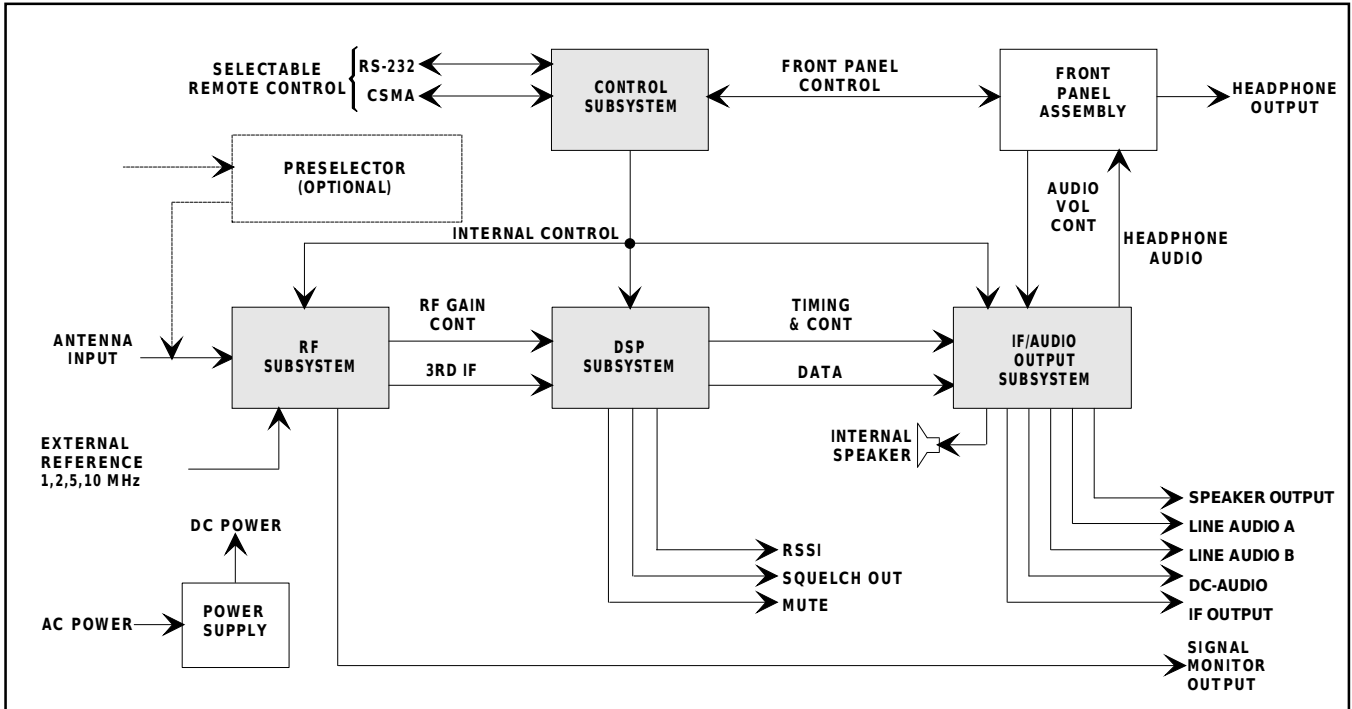 SELECTABLE
REMOTE CONTROL
RS-232
CSMA
CONTROL
SUBSYSTEM
FRONT PANEL
CONTROL
FRONT
PANEL
ASSEMBLY
HEADPHONE
OUTPUT
PRESELECTOR
(OPTIONAL)
INTERNAL CONTROL
AUDIO
VOL
CONT
HEADPHONE
AUDIO
ANTENNA
INPUT
RF
SUBSYSTEM
RF GAIN
CONT
3RD IF
DSP
SUBSYSTEM
TIMING
& CONT
DATA
IF/AUDIO
OUTPUT
SUBSYSTEM
EXTERNAL
REFERENCE
1,2,5,10 MHz
INTERNAL
SPEAKER
DC POWER
AC POWER
POWER
SUPPLY
RSSI
SQUELCH OUT
MUTE
SPEAKER OUTPUT
LINE AUDIO A
LINE AUDIO B
DC-AUDIO
IF OUTPUT
SIGNAL
MONITOR
OUTPUT